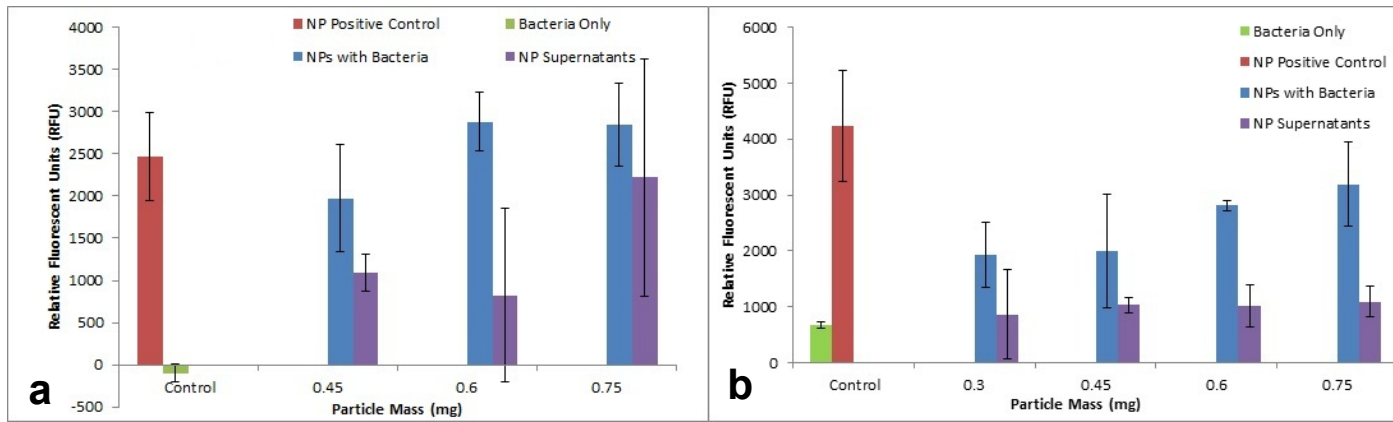 NP Positive Control Bacteria Only
NPs with Bacteria NP Supernatants
Relative Fluorescent Units (RFU)
4000
3500
3000
2500
2000
1500
1000
500
0
-500
Control 0.45 0.6 0.75
Particle Mass (mg)
a
Bacteria Only
NP Positive Control
NPs with Bacteria
NP Supernatants
Relative Fluorescent Units (RFU)
6000
5000
4000
3000
2000
1000
0
Control 0.3 0.45 0.6 0.75
Particle Mass (mg)
b